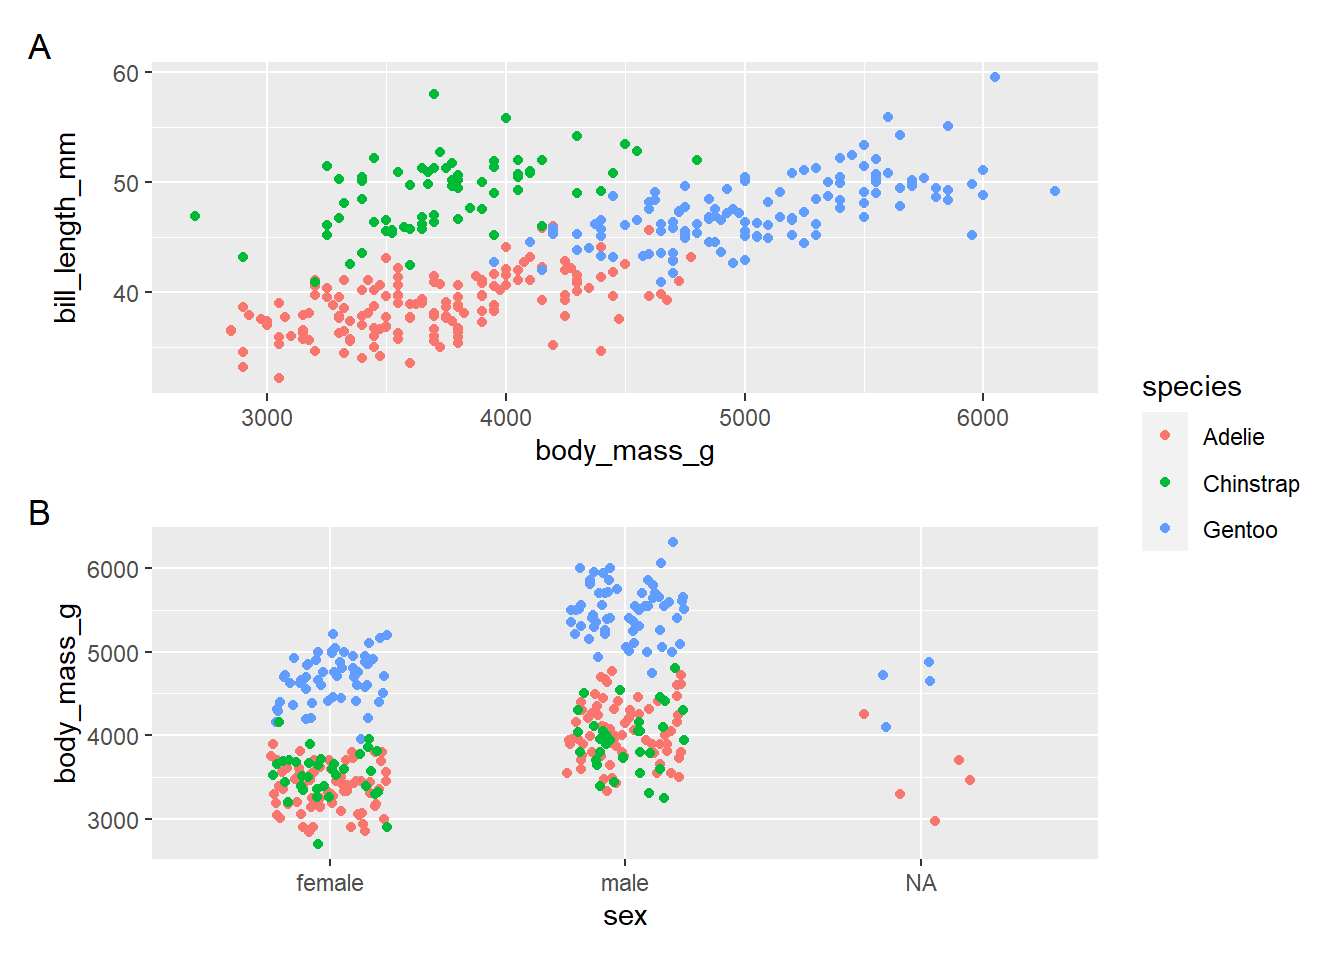 A
60
50
40
bill_length_mm
3000 4000 5000 6000
body_mass_g
species
Adelie
Chinstrap
Gentoo
B
6000
5000
4000
3000
body_mass_g
female male NA
sex